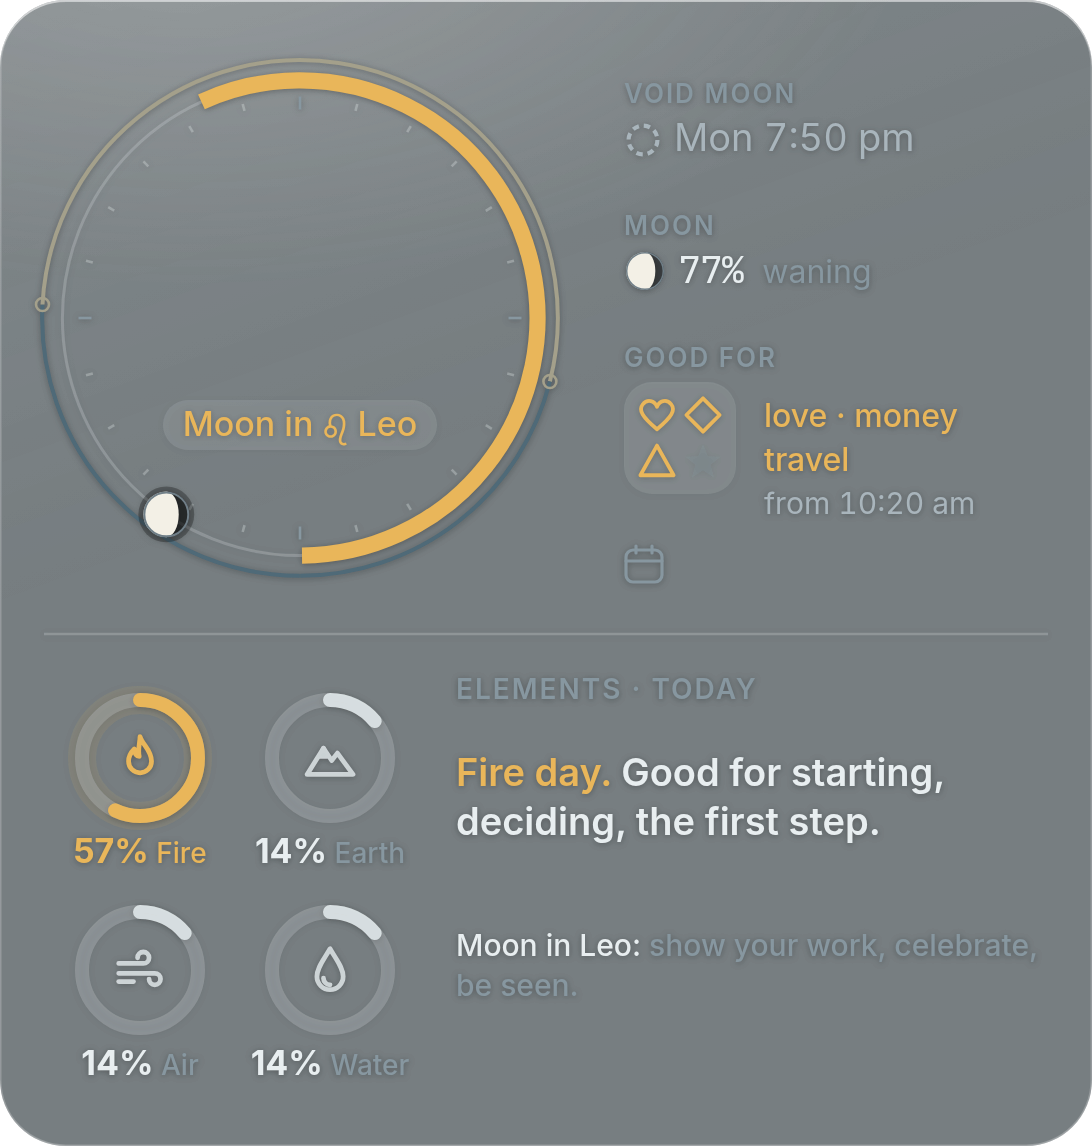 VOID MOON
Mon 7:50 pm
MOON
77% waning
GOOD FOR
love · money
travel
from 10:20 am
Moon in ♌ Leo
ELEMENTS · TODAY
Fire day. Good for starting,
deciding, the first step.
57% Fire
14% Earth
Moon in Leo: show your work, celebrate,
be seen.
14% Air
14% Water